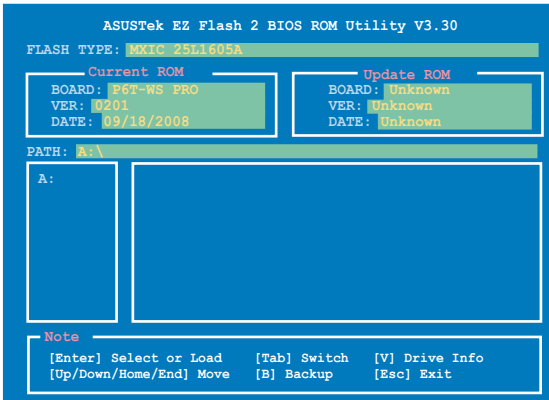 ASUSTek EZ Flash 2 BIOS ROM Utility V3.30
FLASH TYPE: MXIC 25L1605A
Current ROM
BOARD: P6T-WS PRO
VER: 0201
DATE: 09/18/2008
Update ROM
BOARD: Unknown
VER: Unknown
DATE: Unknown
PATH: A:\
A:
Note
[Enter] Select or Load [Tab] Switch [V] Drive Info
[Up/Down/Home/End] Move [B] Backup [Esc] Exit